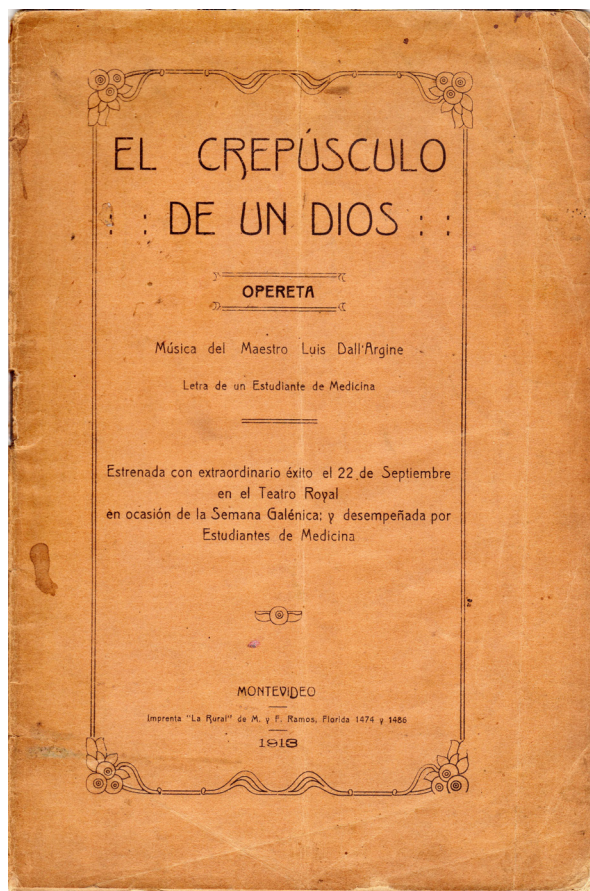 EL CREPÚSCULO
: : DE UN DIOS : :
OPERETA
Música del Maestro Luis Dall'Argine
Letra de un Estudiante de Medicina
Estrenada con extraordinario éxito el 22 de Septiembre
en el Teatro Royal
en ocasión de la Semana Galénica; y desempeñada por
Estudiantes de Medicina
MONTEVIDEO
Imprenta "La Rural" de M. y F. Ramos, Florida 1474 y 1486
1913